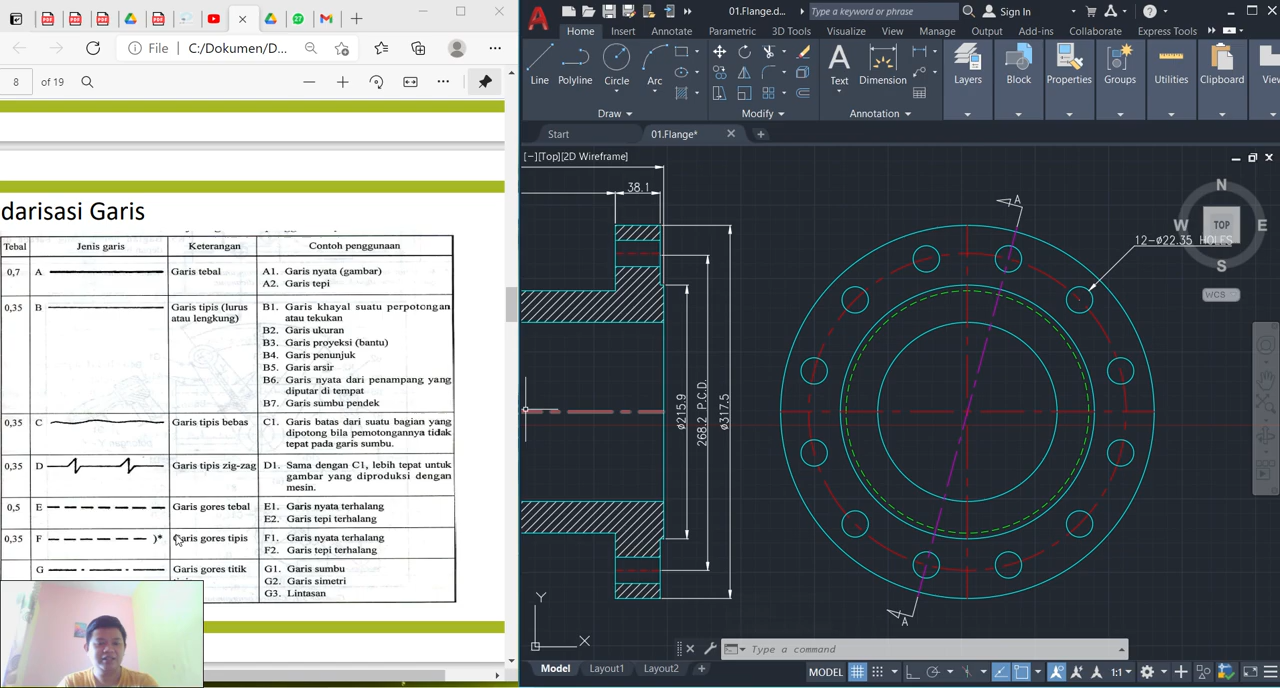 File
C:/Dokumen/D...
8
of 19
darisasi Garis
Tebal Jenis garis Keterangan Contoh penggunaan
0,7 A Garis tebal A1. Garis nyata (gambar)
A2. Garis tepi
0,35 B Garis tipis (lurus B1. Garis khayal suatu perpotongan
atau lengkung) atau tekukan
B2. Garis ukuran
B3. Garis proyeksi (bantu)
B4. Garis penunjuk
B5. Garis arsir
B6. Garis nyata dari penampang yang
diputar di tempat
B7. Garis sumbu pendek
0,35 C Garis tipis bebas C1. Garis batas dari suatu bagian yang
dipotong bila pemotongannya tidak
tepat pada garis sumbu.
0,35 D Garis tipis zig-zag D1. Sama dengan C1, lebih tepat untuk
gambar yang diproduksi dengan
mesin.
0,5 E Garis gores tebal E1. Garis nyata terhalang
E2. Garis tepi terhalang
0,35 F )* Garis gores tipis F1. Garis nyata terhalang
F2. Garis tepi terhalang
G Garis gores titik G1. Garis sumbu
G2. Garis simetri
G3. Lintasan
A
01.Flange.d...
Type a keyword or phrase
Sign In
Home Insert Annotate Parametric 3D Tools Visualize View Manage Output Add-ins Collaborate Express Tools
Line Polyline Circle Arc Text Dimension Layers Block Properties Groups Utilities Clipboard View
Draw Modify Annotation
Start 01.Flange*
[−][Top][2D Wireframe]
38.1
ø215.9
268.2 P.C.D.
ø317.5
A
A
12-ø22.35 HOLES
N
W TOP E
S
WCS
Y
X
Type a command
Model Layout1 Layout2
MODEL 1:1